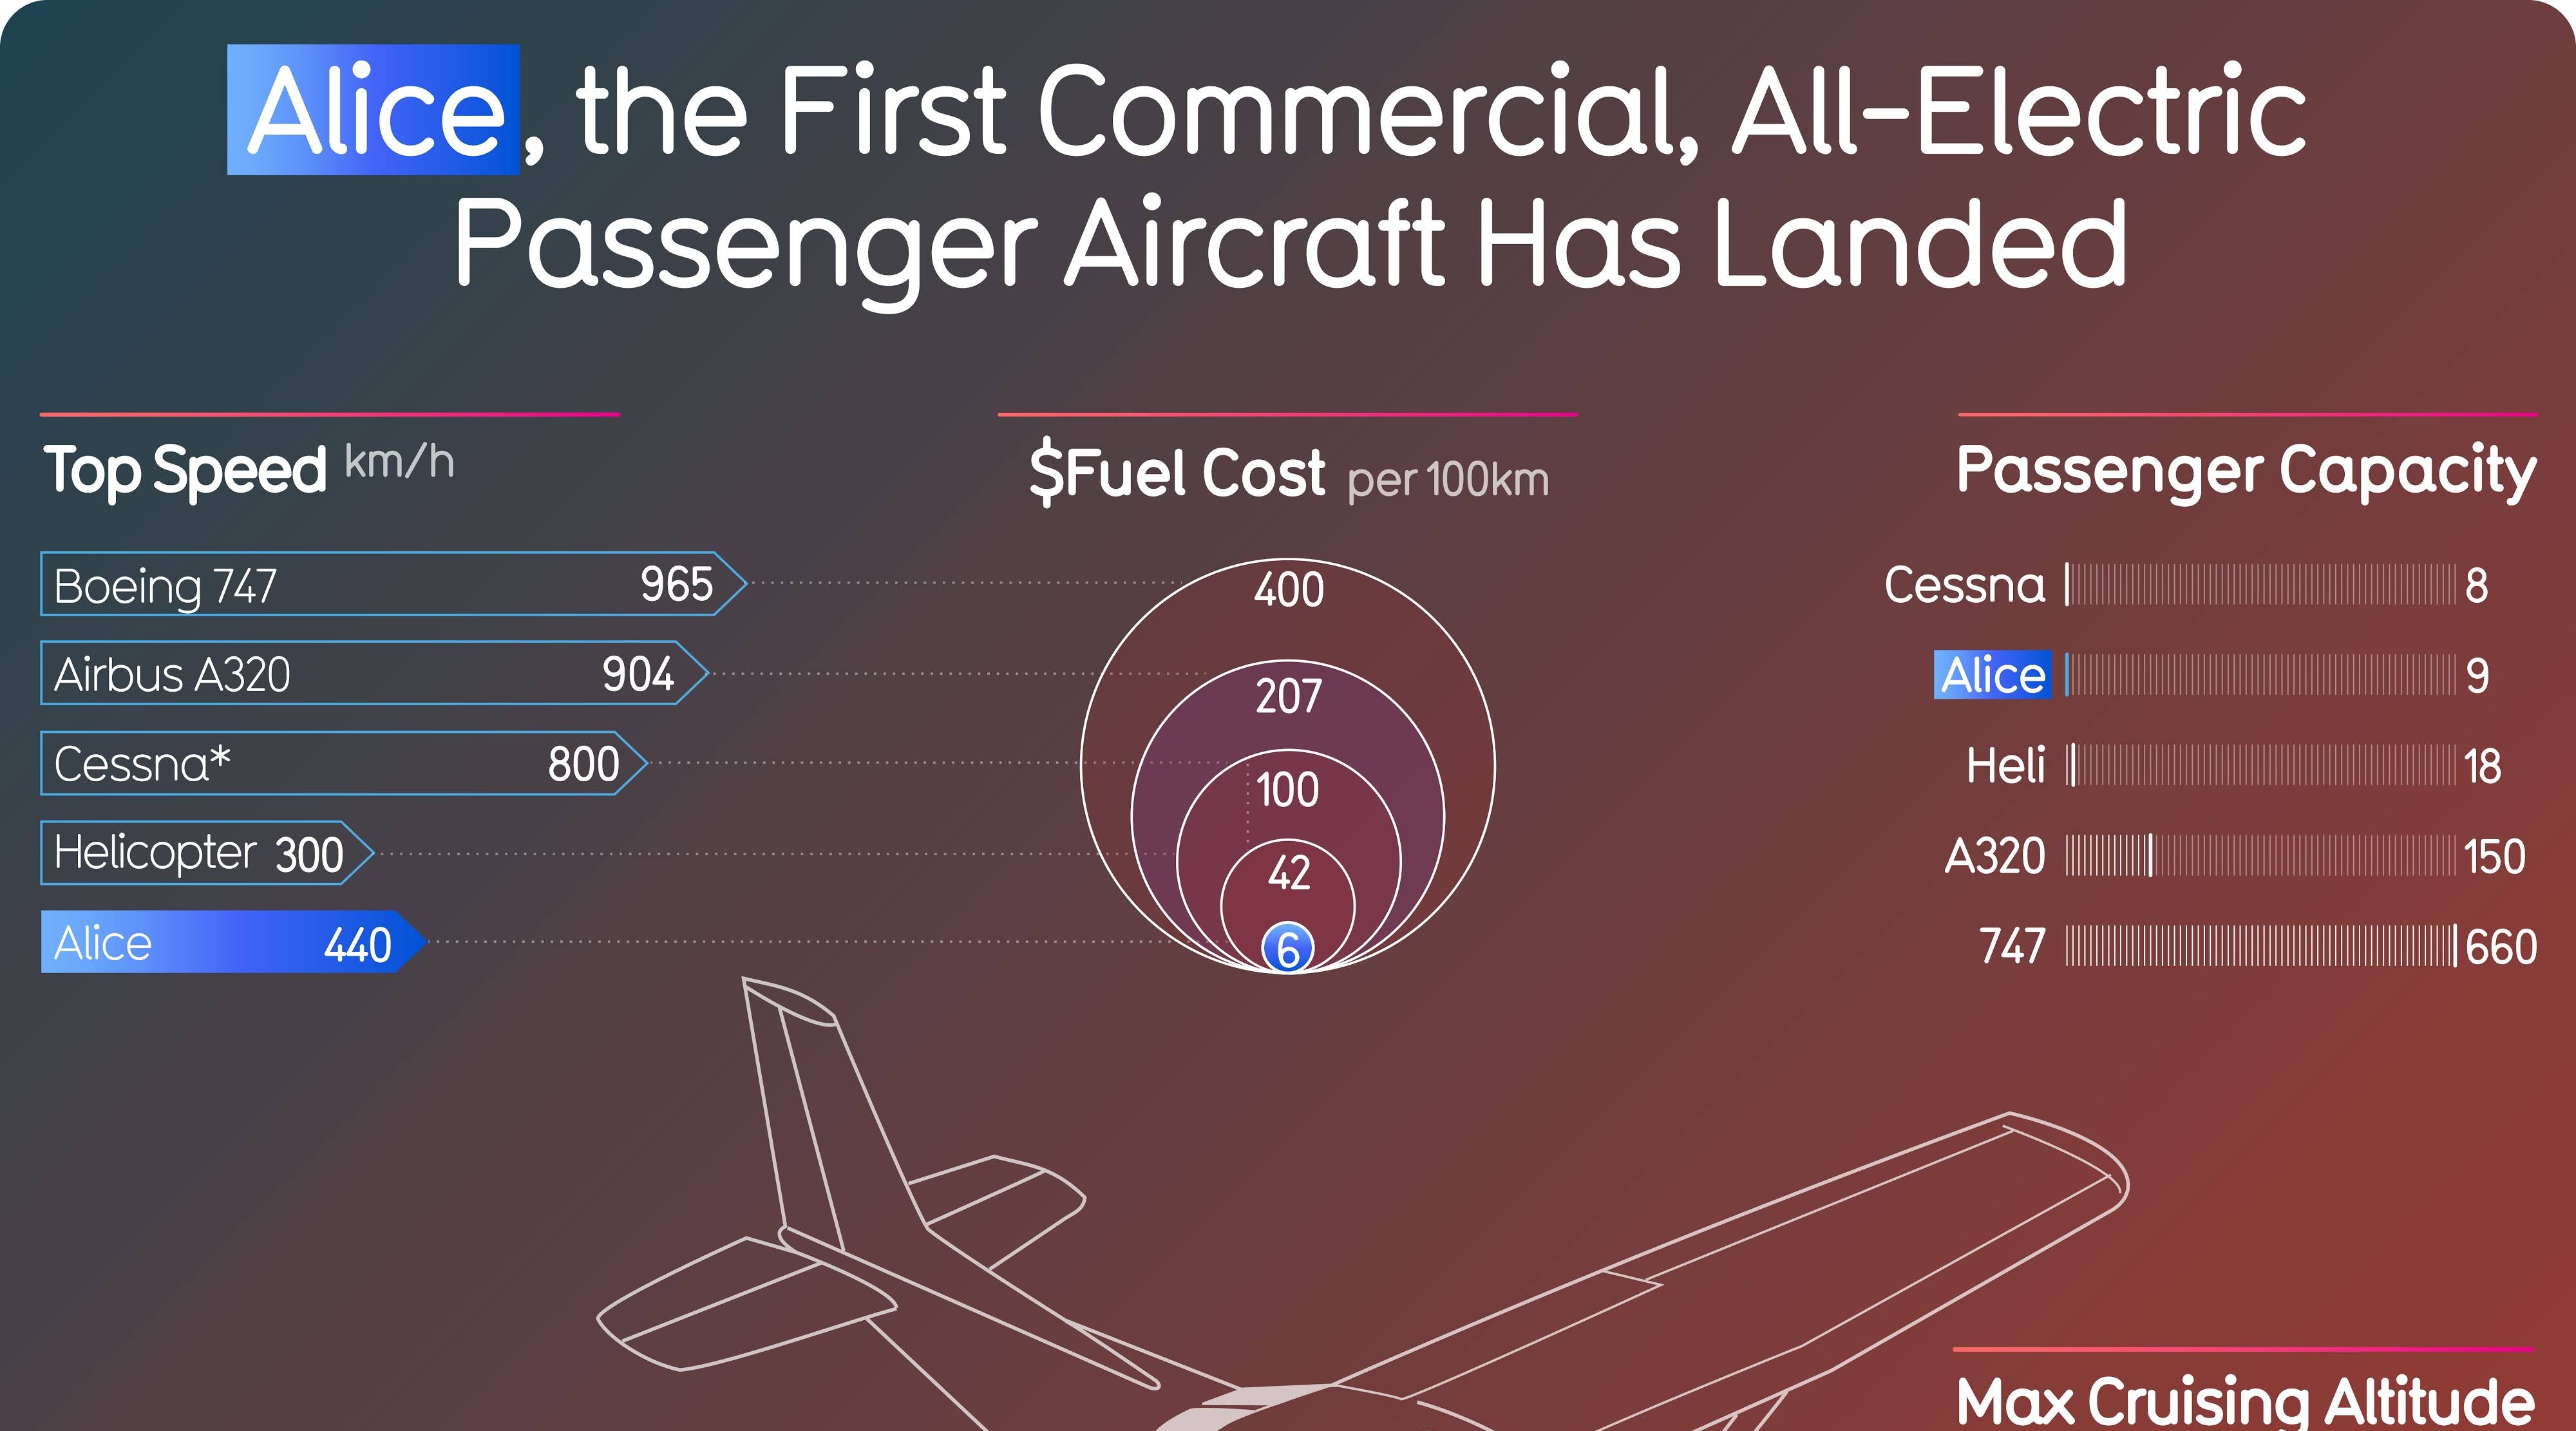 Alice, the First Commercial, All-Electric
Passenger Aircraft Has Landed
Top Speed km/h
Boeing 747 965
Airbus A320 904
Cessna* 800
Helicopter 300
Alice 440
$Fuel Cost per 100km
400
207
100
42
6
Passenger Capacity
Cessna 8
Alice 9
Heli 18
A320 150
747 660
Max Cruising Altitude